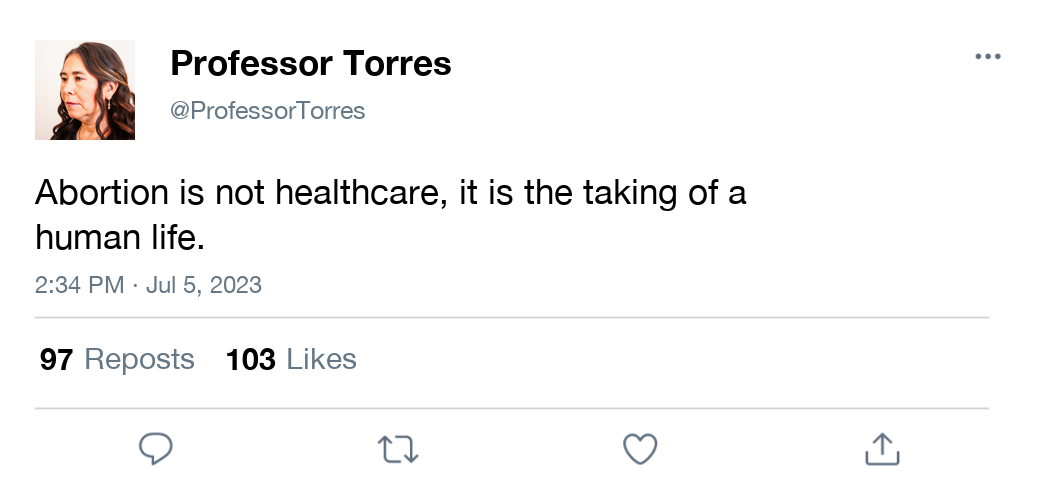 Professor Torres
@ProfessorTorres
Abortion is not healthcare, it is the taking of a
human life.
2:34 PM · Jul 5, 2023
97 Reposts 103 Likes